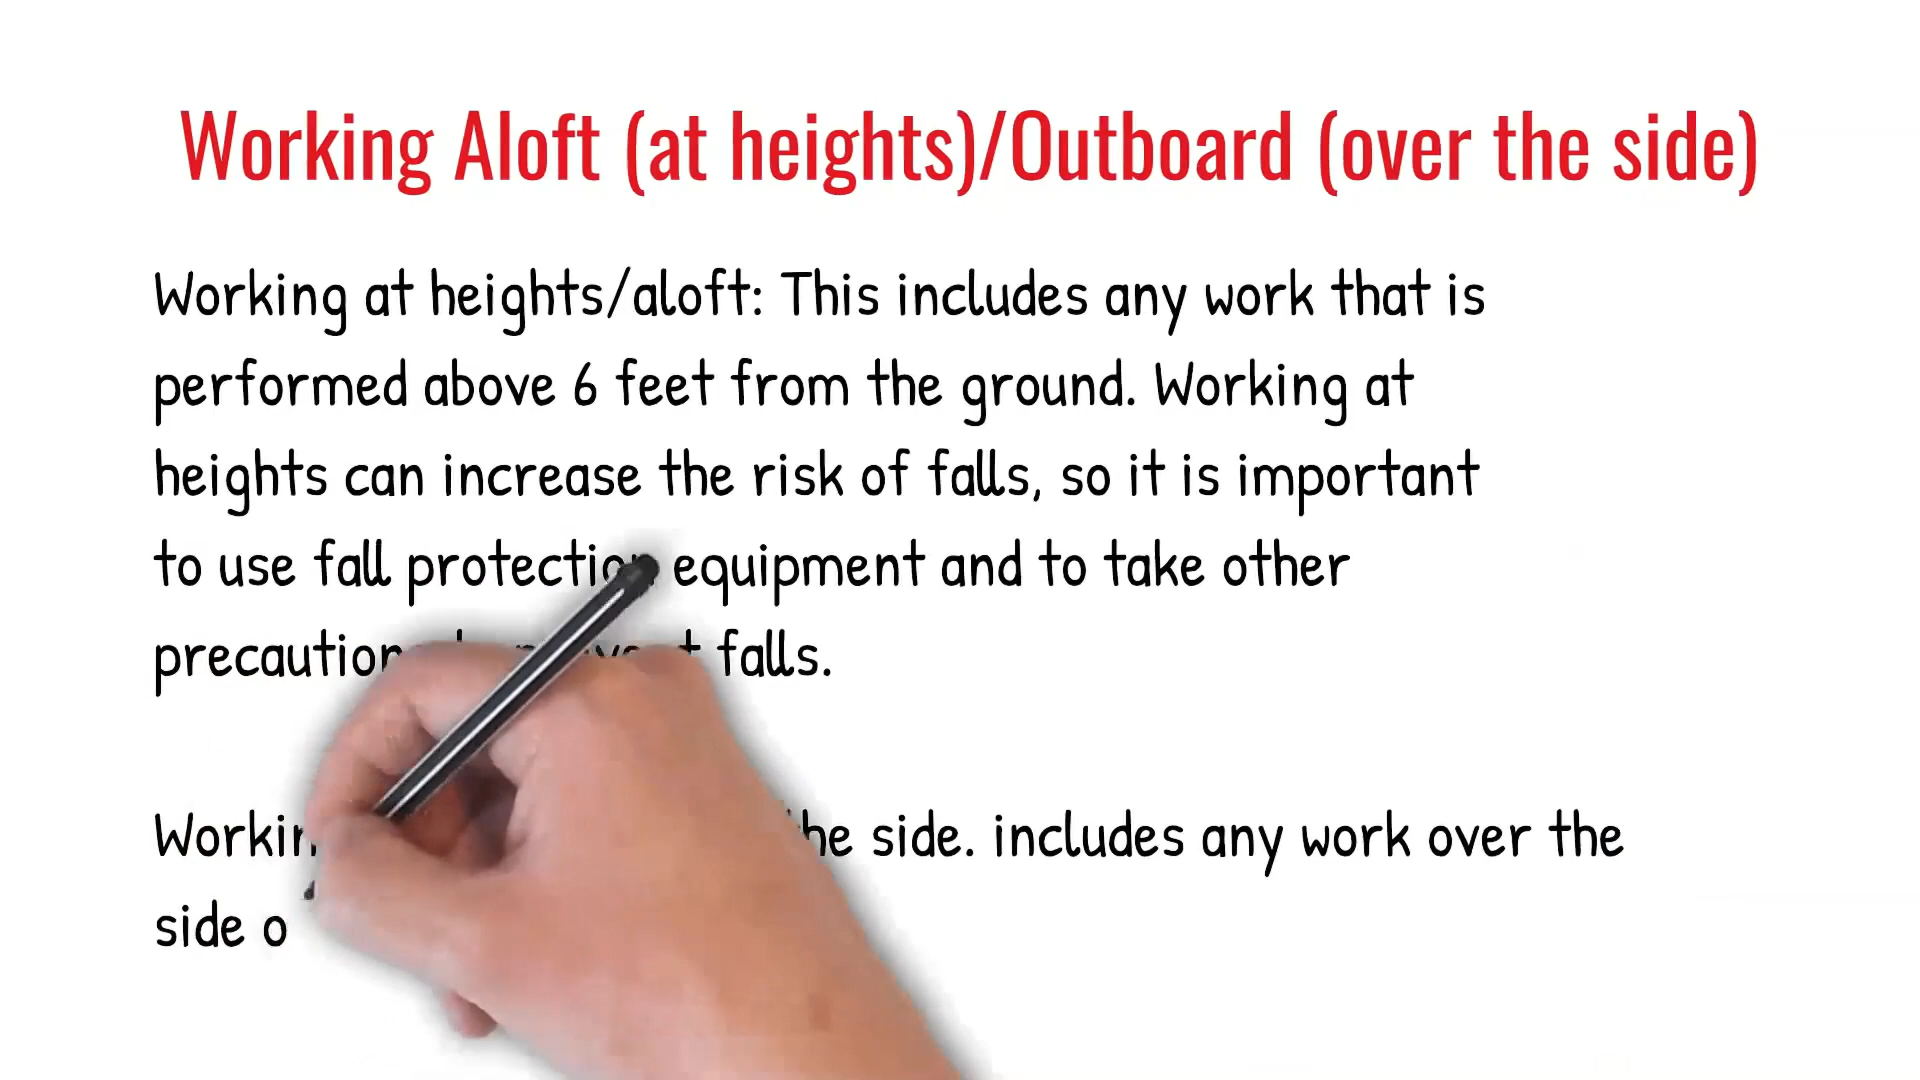 Working Aloft (at heights)/Outboard (over the side)
Working at heights/aloft: This includes any work that is
performed above 6 feet from the ground. Working at
heights can increase the risk of falls, so it is important
to use fall protection equipment and to take other
falls.
side. includes any work over the
side o